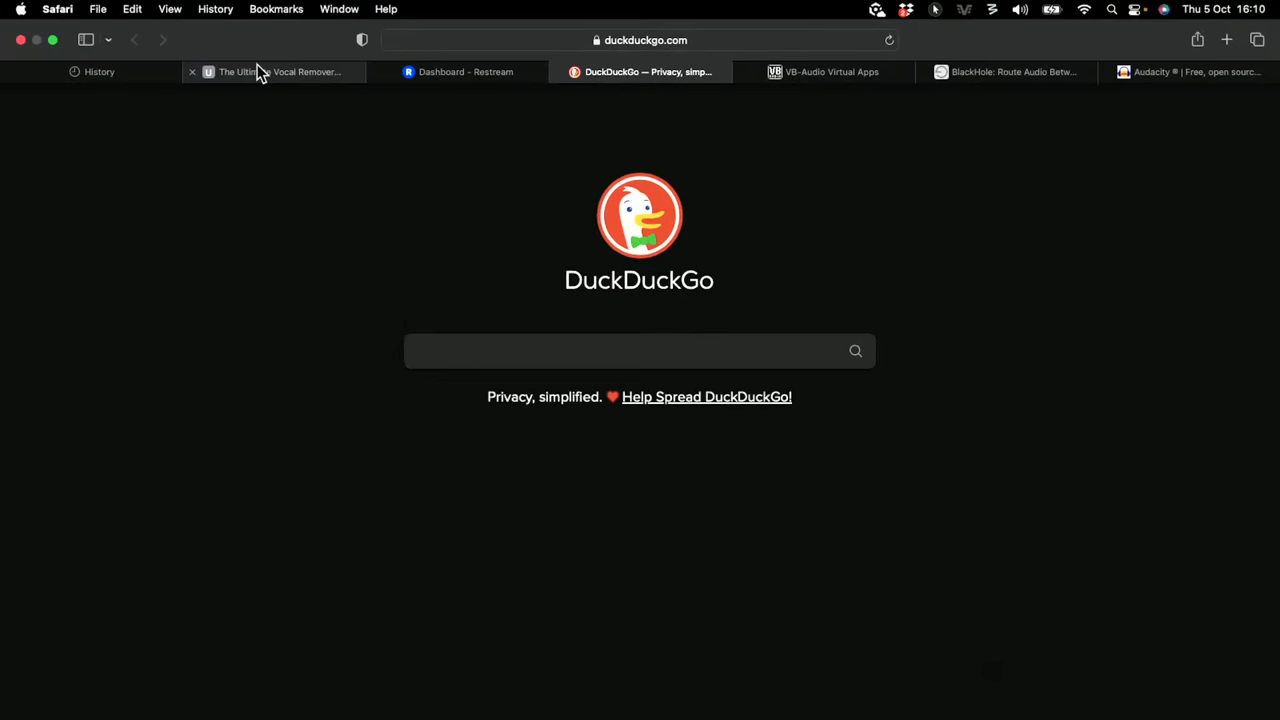 Safari File Edit View History Bookmarks Window Help Thu 5 Oct 16:10
duckduckgo.com
History The Ultimate Vocal Remover... Dashboard - Restream DuckDuckGo — Privacy, simp... VB-Audio Virtual Apps BlackHole: Route Audio Betw... Audacity ® | Free, open sourc...
DuckDuckGo
Privacy, simplified. Help Spread DuckDuckGo!